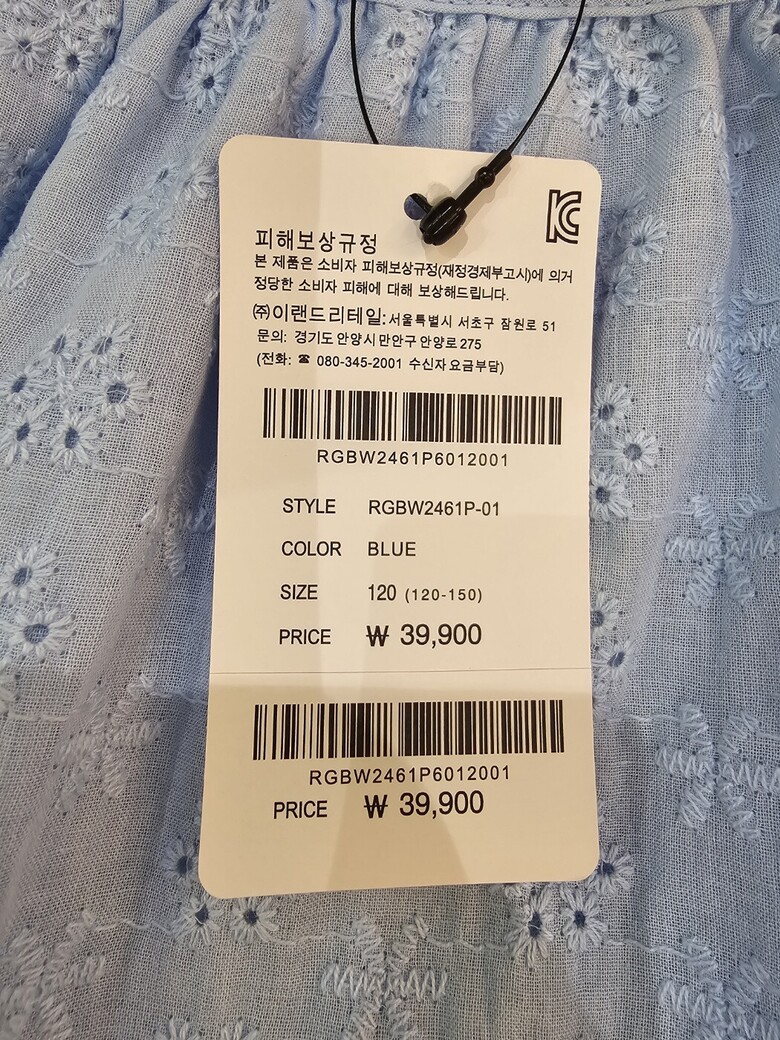 KC
피해보상규정
본 제품은 소비자 피해보상규정(재정경제부고시)에 의거
정당한 소비자 피해에 대해 보상해드립니다.
㈜이랜드리테일:서울특별시 서초구 잠원로 51
문의: 경기도 안양시 만안구 안양로 275
(전화: ☎ 080-345-2001 수신자 요금부담)
RGBW2461P6012001
STYLE RGBW2461P-01
COLOR BLUE
SIZE 120 (120-150)
PRICE ₩ 39,900
RGBW2461P6012001
PRICE ₩ 39,900